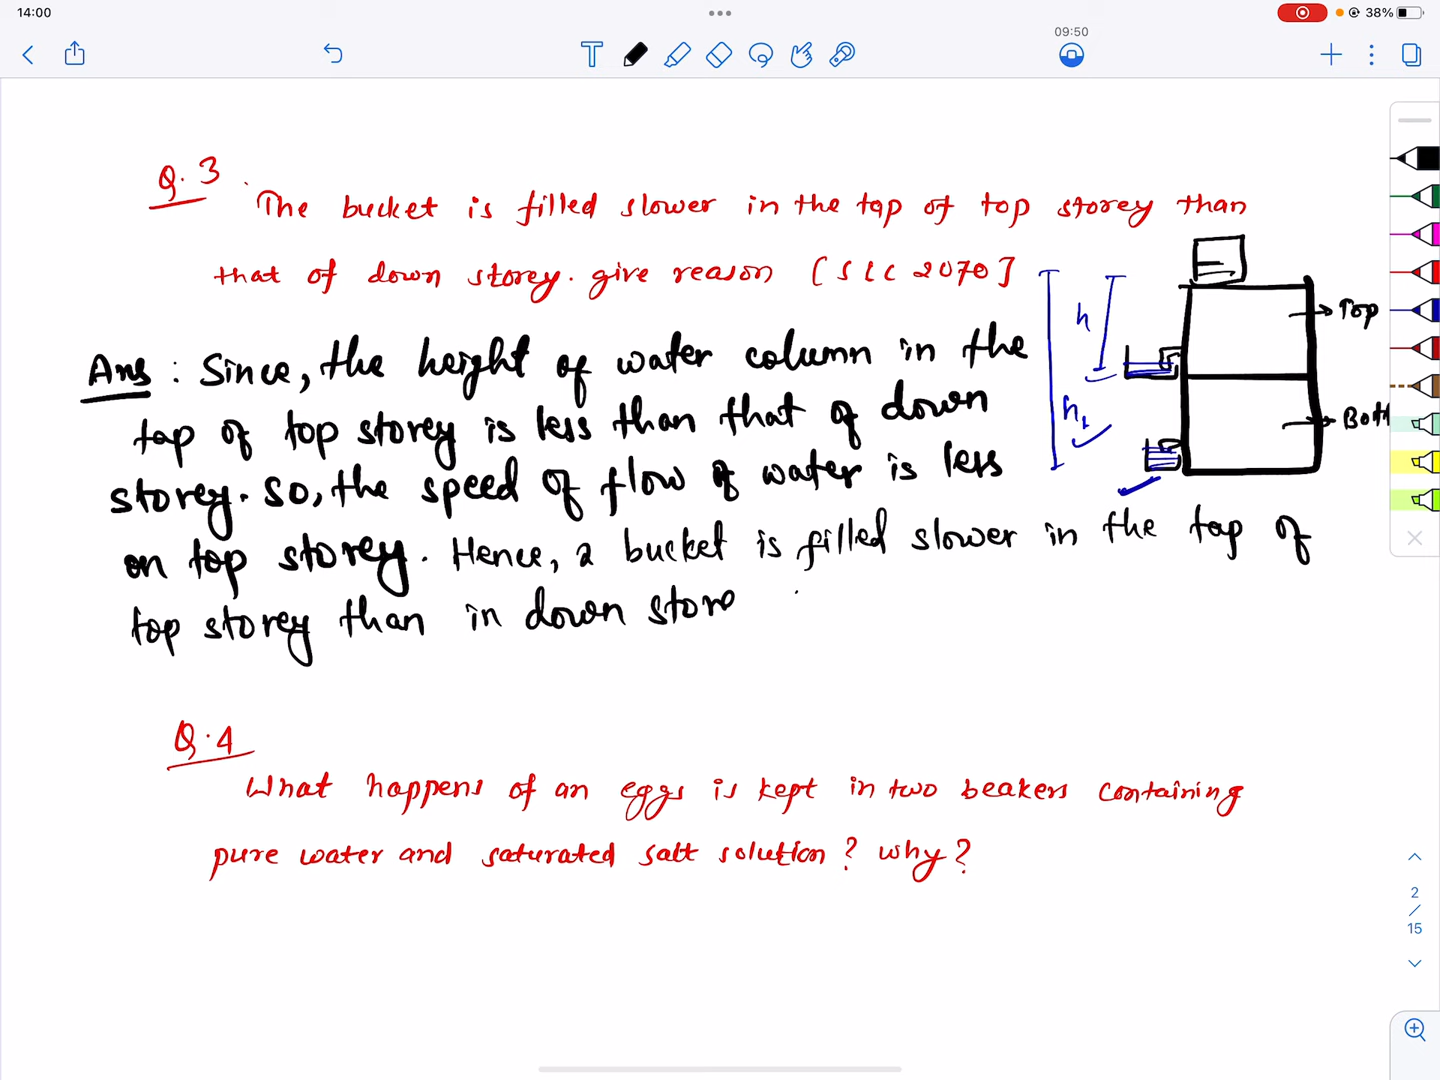 14:00
38%
09:50
Q.3
The bucket is filled slower in the tap of top storey than
that of down storey. give reason [SLC 2070]
Ans : Since, the height of water column in the
tap of top storey is less than that of down
storey. So, the speed of flow of water is less
on top storey. Hence, a bucket is filled slower in the tap of
top storey than in down store
h
h₁
Top
Bott
Q.4
What happens of an eggs is kept in two beakers containing
pure water and saturated salt solution? why?
2
/
15